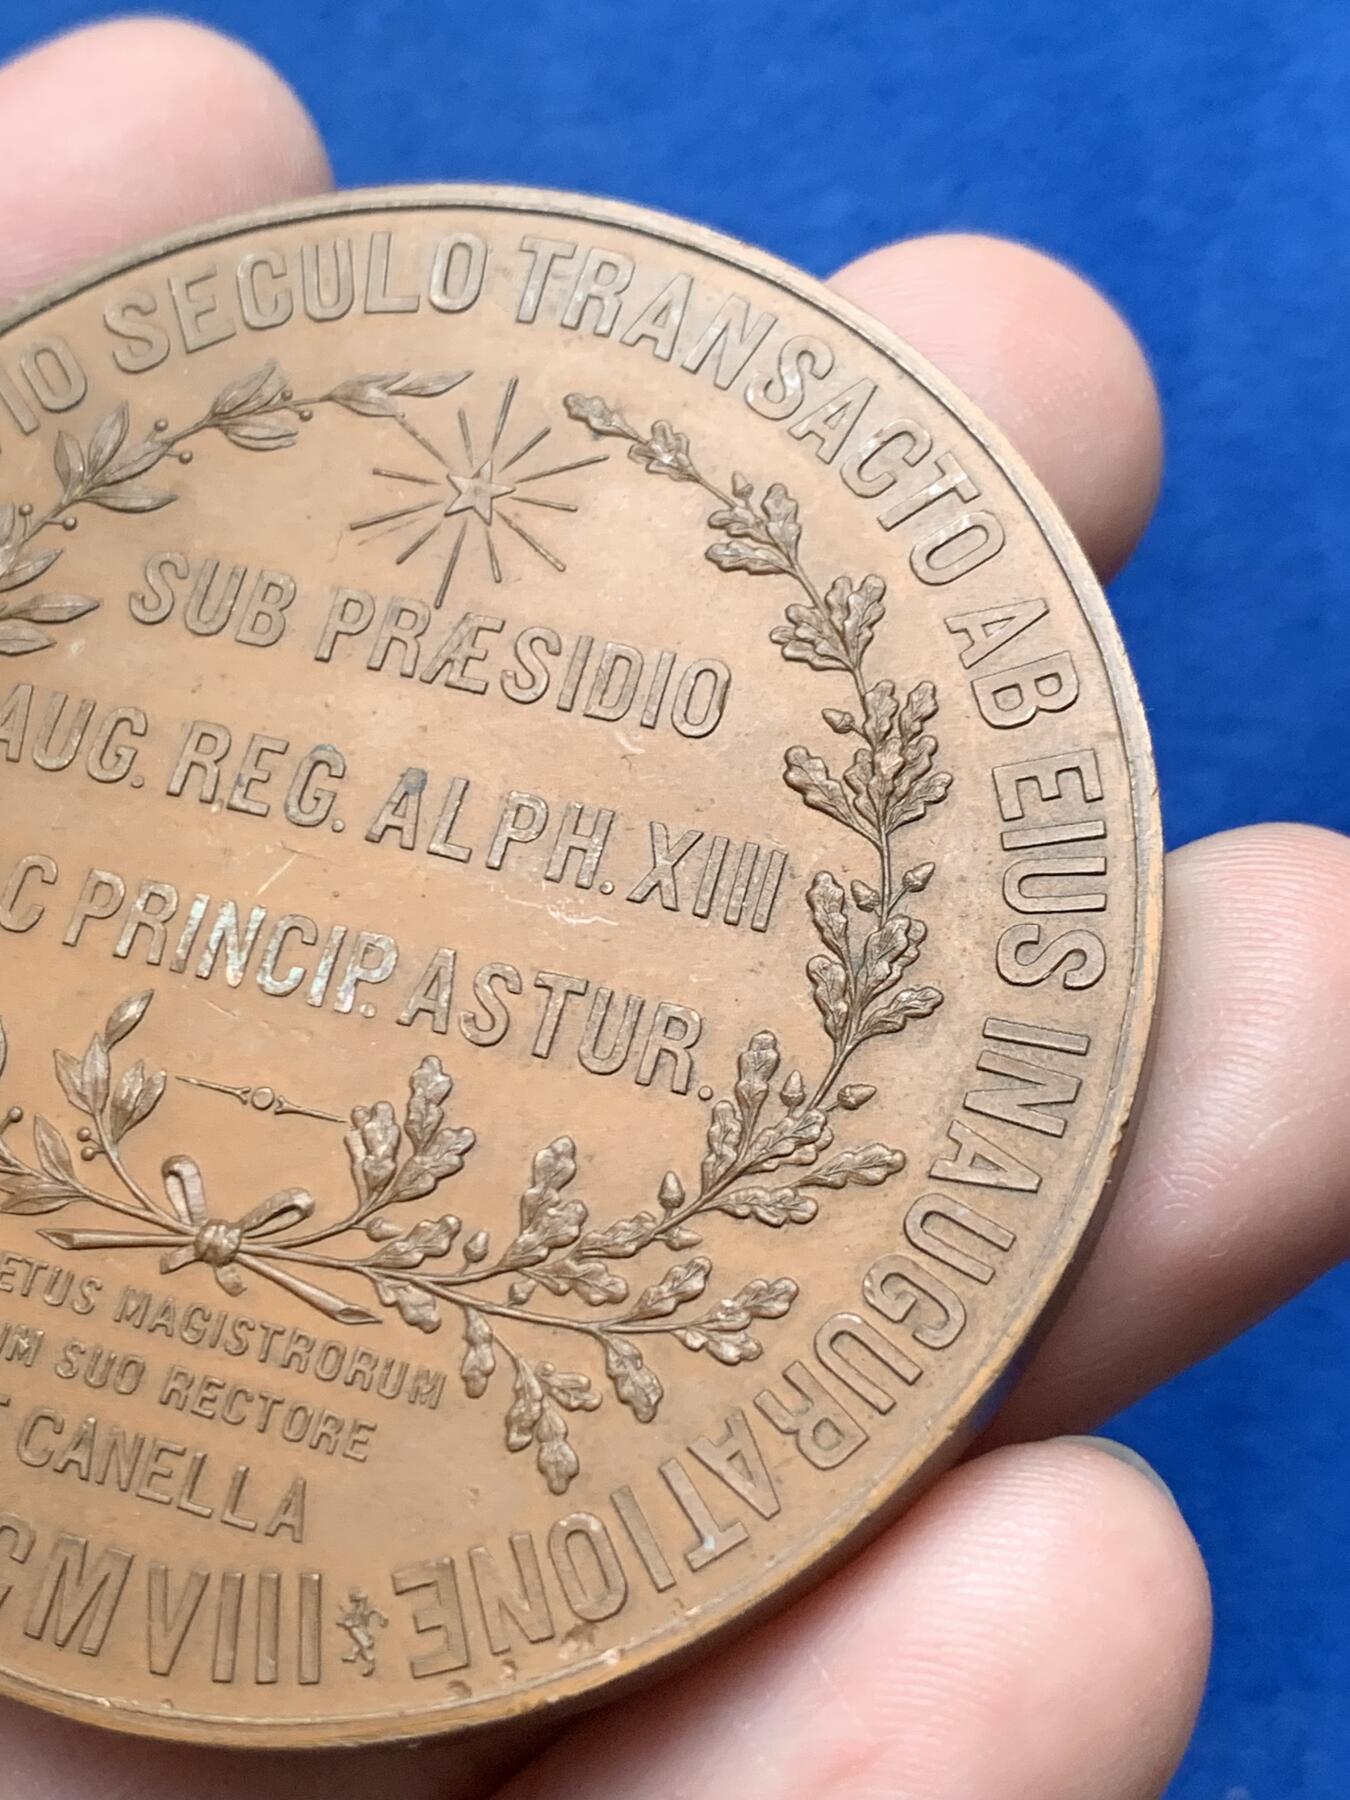 SECULO TRANSACTO AB EIUS INAUGURATIONE
SUB PRÆSIDIO
AUG. REG. ALPH. XIII
PRINCIP. ASTUR.
MAGISTRORUM
SUO RECTORE
CANELLA